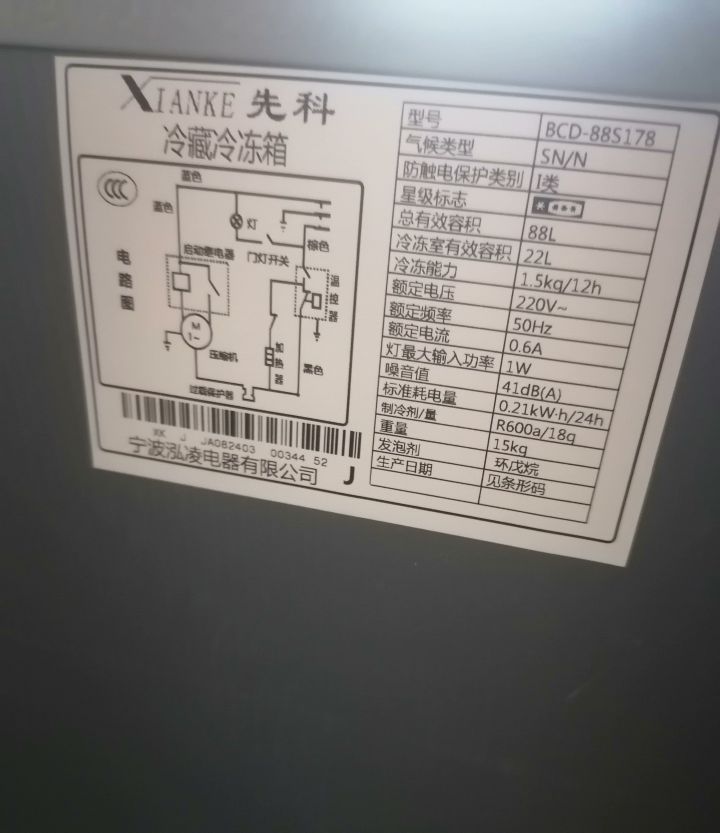 XIANKE 先科
冷藏冷冻箱
CCC
电路图
蓝色
蓝色
灯
门灯开关
棕色
启动继电器
温控器
M
1~
压缩机
加热器
黑色
过载保护器
XK J JA082403 00344 52
宁波泓凌电器有限公司 J
型号 BCD-88S178
气候类型 SN/N
防触电保护类别 I类
星级标志
总有效容积 88L
冷冻室有效容积 22L
冷冻能力 1.5kg/12h
额定电压 220V~
额定频率 50Hz
额定电流 0.6A
灯最大输入功率 1W
噪音值 41dB(A)
标准耗电量 0.21kW·h/24h
制冷剂/量 R600a/18g
重量 15kg
发泡剂 环戊烷
生产日期 见条形码